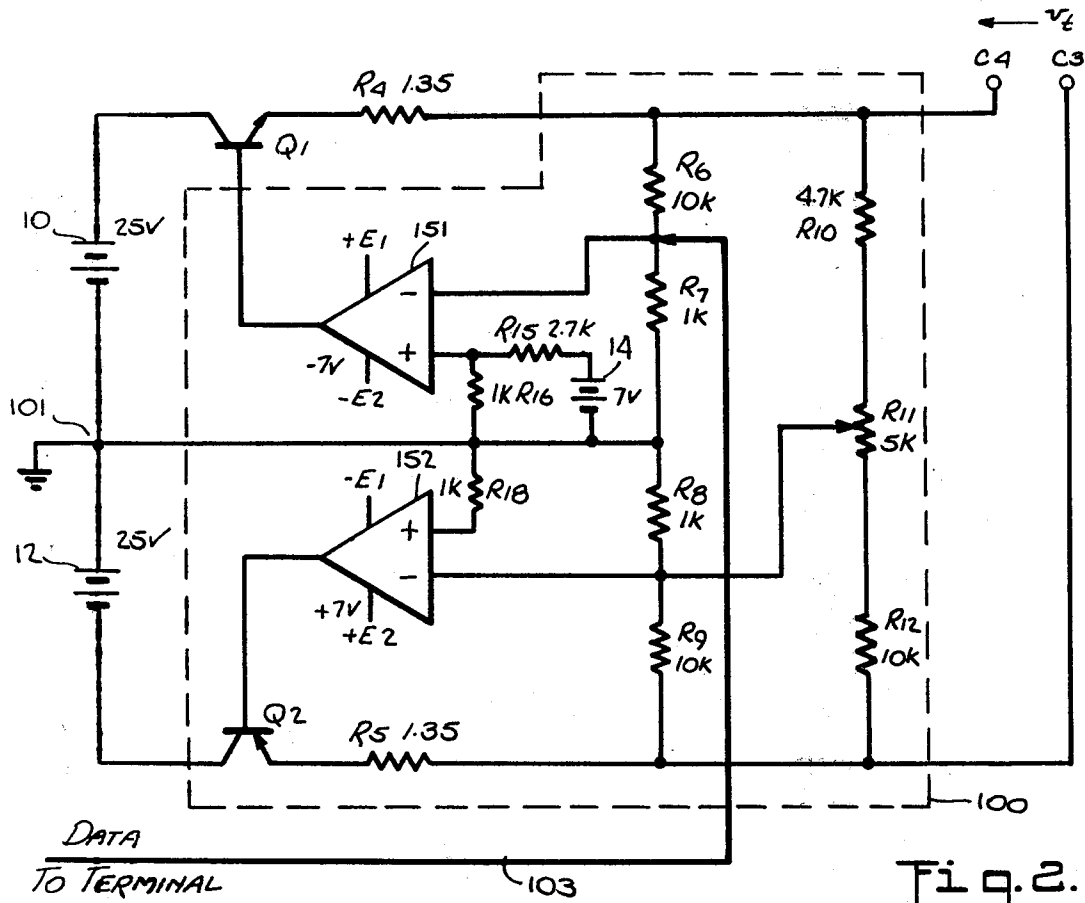 v_t
C4 C3
R4 1.35
Q1
R6
10K
4.7K
R10
10
25V
+E1
151
-
R7
1K
+
R15 2.7K
14
-7V
-E2
1K R16
7V
R11
5K
101
-E1
152
1K R18
R8
1K
+
12
25V
-
+7V
+E2
R9
10K
R12
10K
Q2
R5 1.35
100
DATA
TO TERMINAL
103
Fig.2.